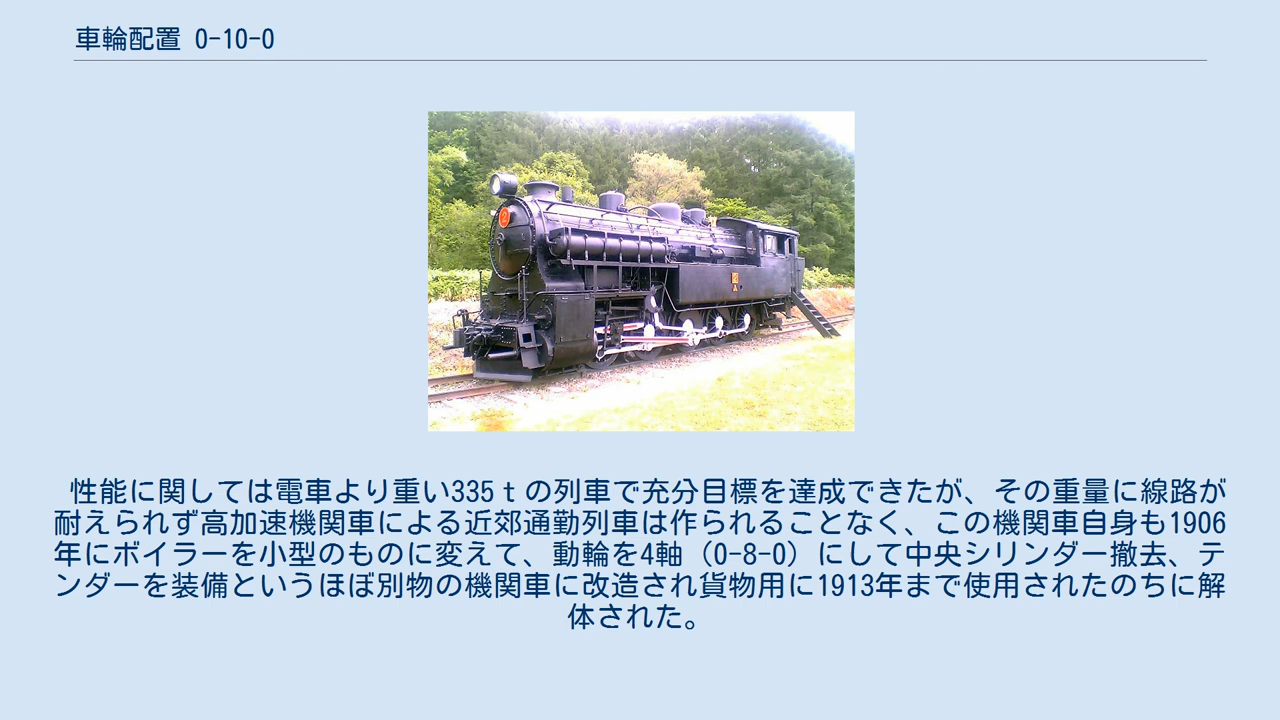 車輪配置 0-10-0
性能に関しては電車より重い335ｔの列車で充分目標を達成できたが、その重量に線路が
耐えられず高加速機関車による近郊通勤列車は作られることなく、この機関車自身も1906
年にボイラーを小型のものに変えて、動輪を4軸（0-8-0）にして中央シリンダー撤去、テ
ンダーを装備というほぼ別物の機関車に改造され貨物用に1913年まで使用されたのちに解
体された。